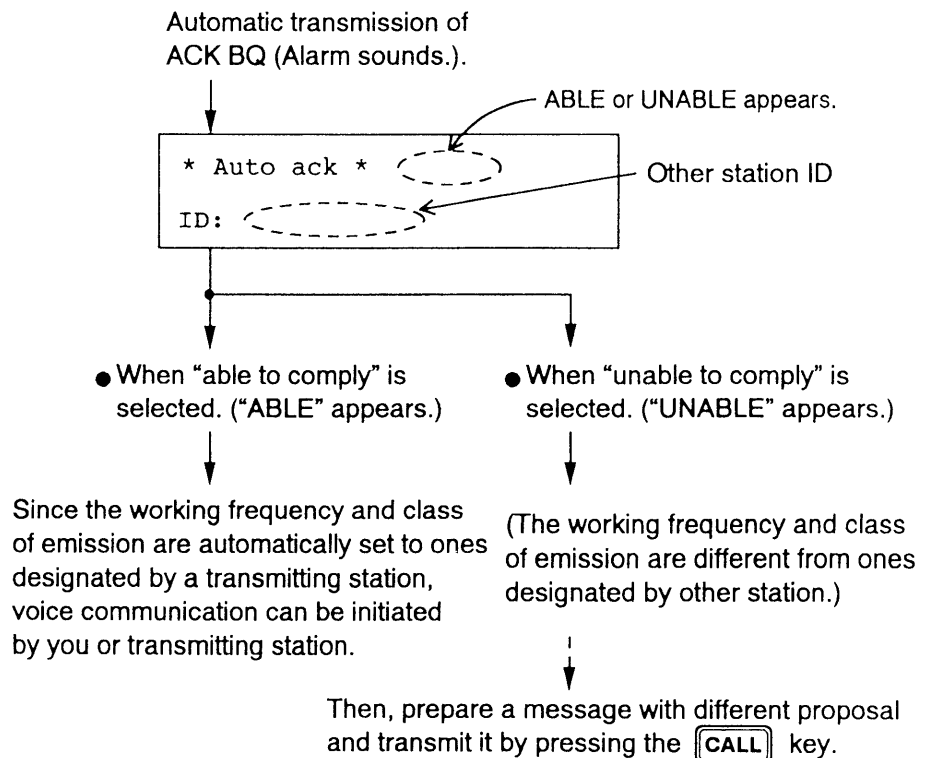 Automatic transmission of
ACK BQ (Alarm sounds.).
ABLE or UNABLE appears.
* Auto ack *
Other station ID
ID:
● When “able to comply” is
selected. (“ABLE” appears.)
● When “unable to comply” is
selected. (“UNABLE” appears.)
Since the working frequency and class
of emission are automatically set to ones
designated by a transmitting station,
voice communication can be initiated
by you or transmitting station.
(The working frequency and class
of emission are different from ones
designated by other station.)
Then, prepare a message with different proposal
and transmit it by pressing the CALL key.